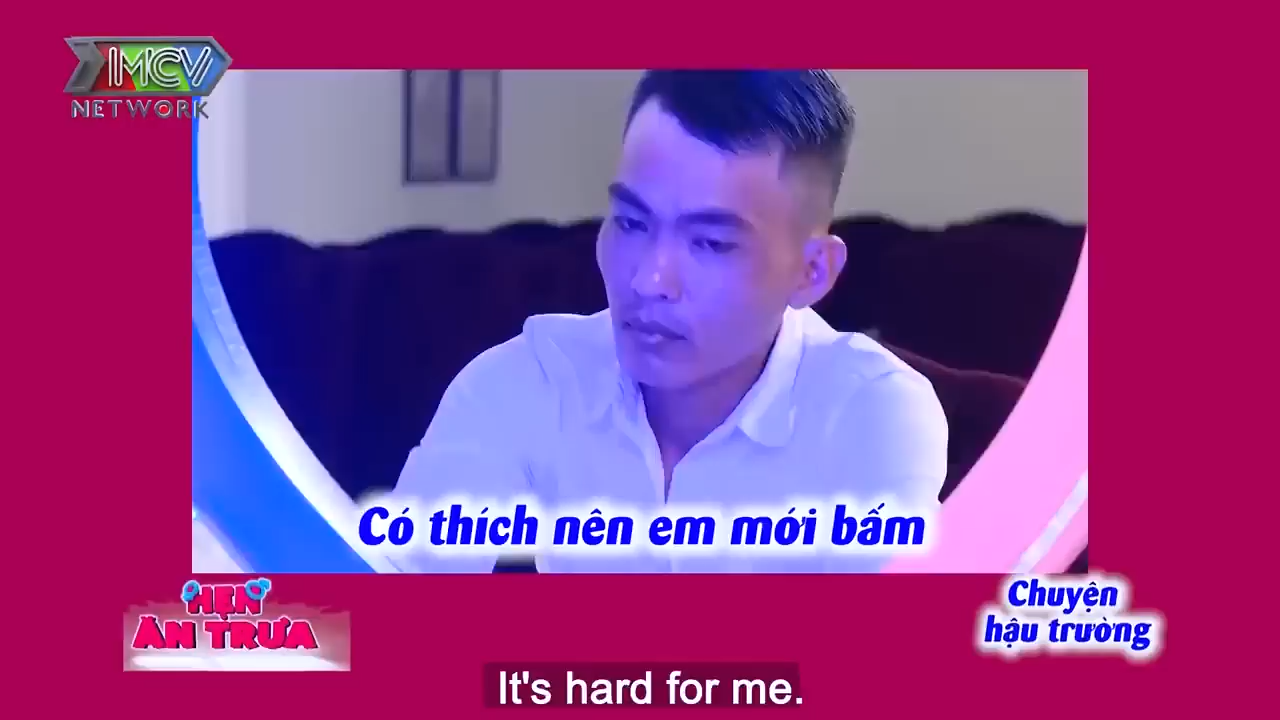 MCV
NETWORK
Có thích nên em mới bấm
HẸN
ĂN TRƯA
Chuyện
hậu trường
It's hard for me.